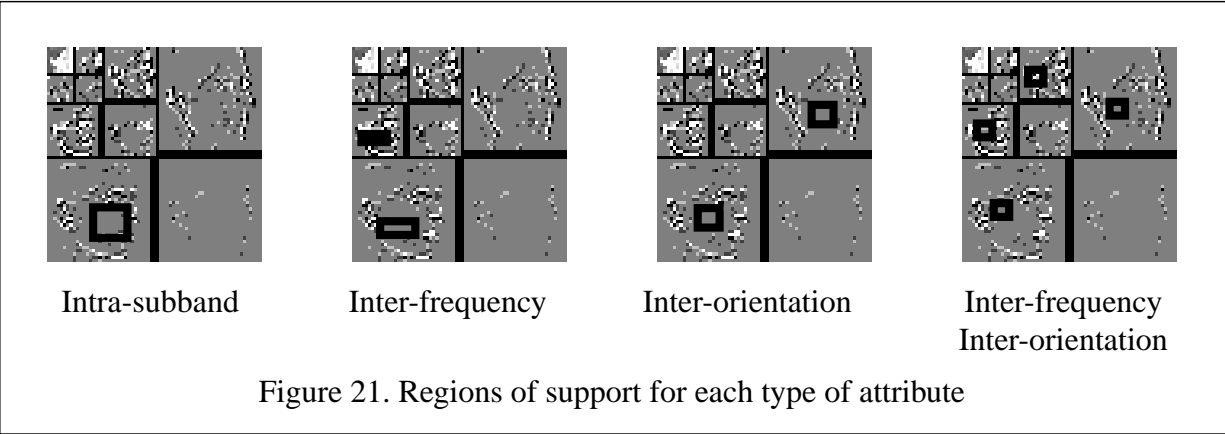 Intra-subband
Inter-frequency
Inter-orientation
Inter-frequency
Inter-orientation
Figure 21. Regions of support for each type of attribute